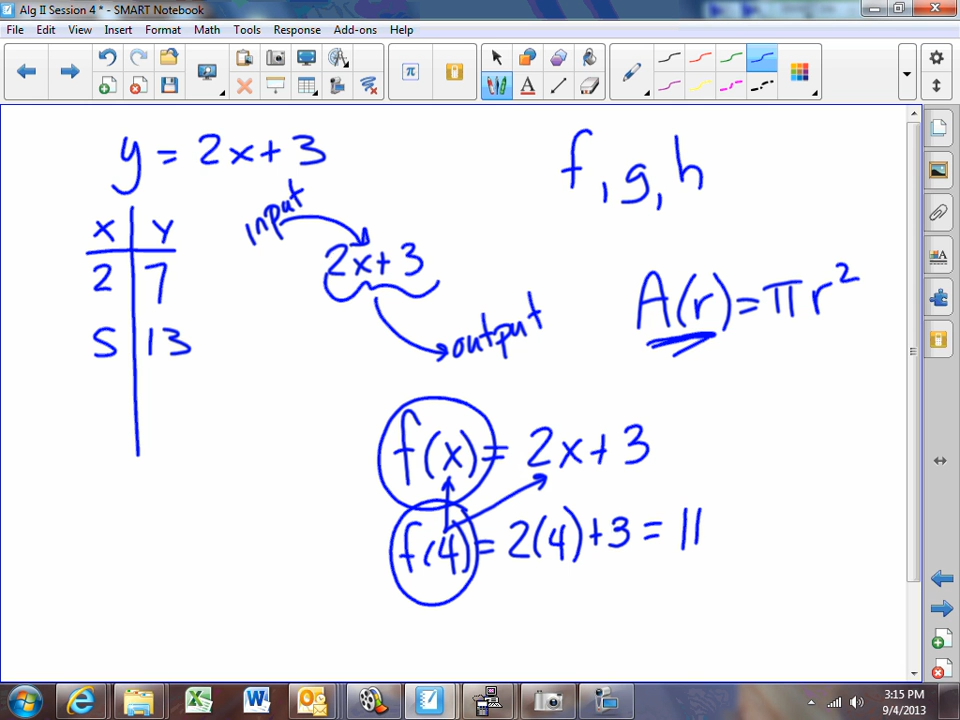 Alg II Session 4 * - SMART Notebook
File Edit View Insert Format Math Tools Response Add-ons Help
y = 2x+3
f, g, h
X Y
2 7
5 13
input
2x+3
output
A(r)=πr²
f(x)= 2x+3
f(4)= 2(4)+3 = 11
3:15 PM
9/4/2013